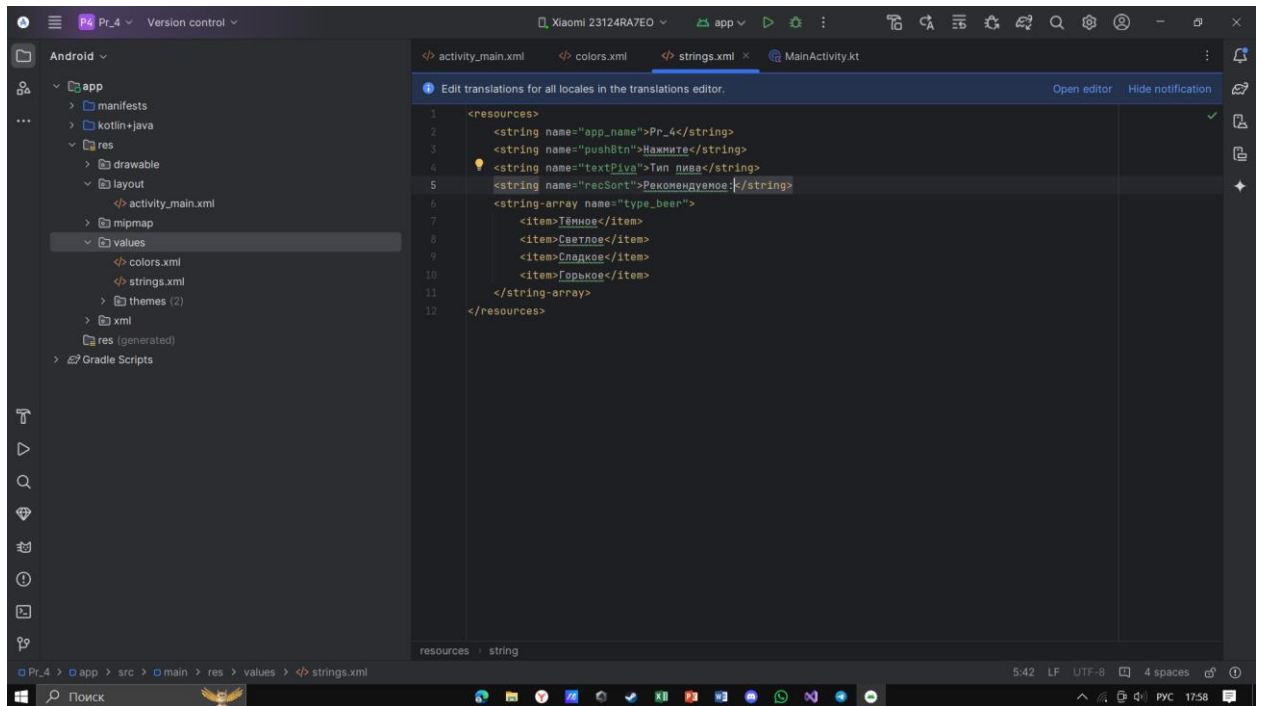 P4 Pr_4 Version control Xiaomi 23124RA7EO app
Android
app
manifests
kotlin+java
res
drawable
layout
activity_main.xml
mipmap
values
colors.xml
strings.xml
themes (2)
xml
res (generated)
Gradle Scripts
activity_main.xml colors.xml strings.xml MainActivity.kt
Edit translations for all locales in the translations editor. Open editor Hide notification
1 <resources>
2 <string name="app_name">Pr_4</string>
3 <string name="pushBtn">Нажмите</string>
4 <string name="textPiva">Тип пива</string>
5 <string name="recSort">Рекомендуемое:</string>
6 <string-array name="type_beer">
7 <item>Тёмное</item>
8 <item>Светлое</item>
9 <item>Сладкое</item>
10 <item>Горькое</item>
11 </string-array>
12 </resources>
resources › string
Pr_4 > app > src > main > res > values > strings.xml 5:42 LF UTF-8 4 spaces
Поиск РУС 17:58